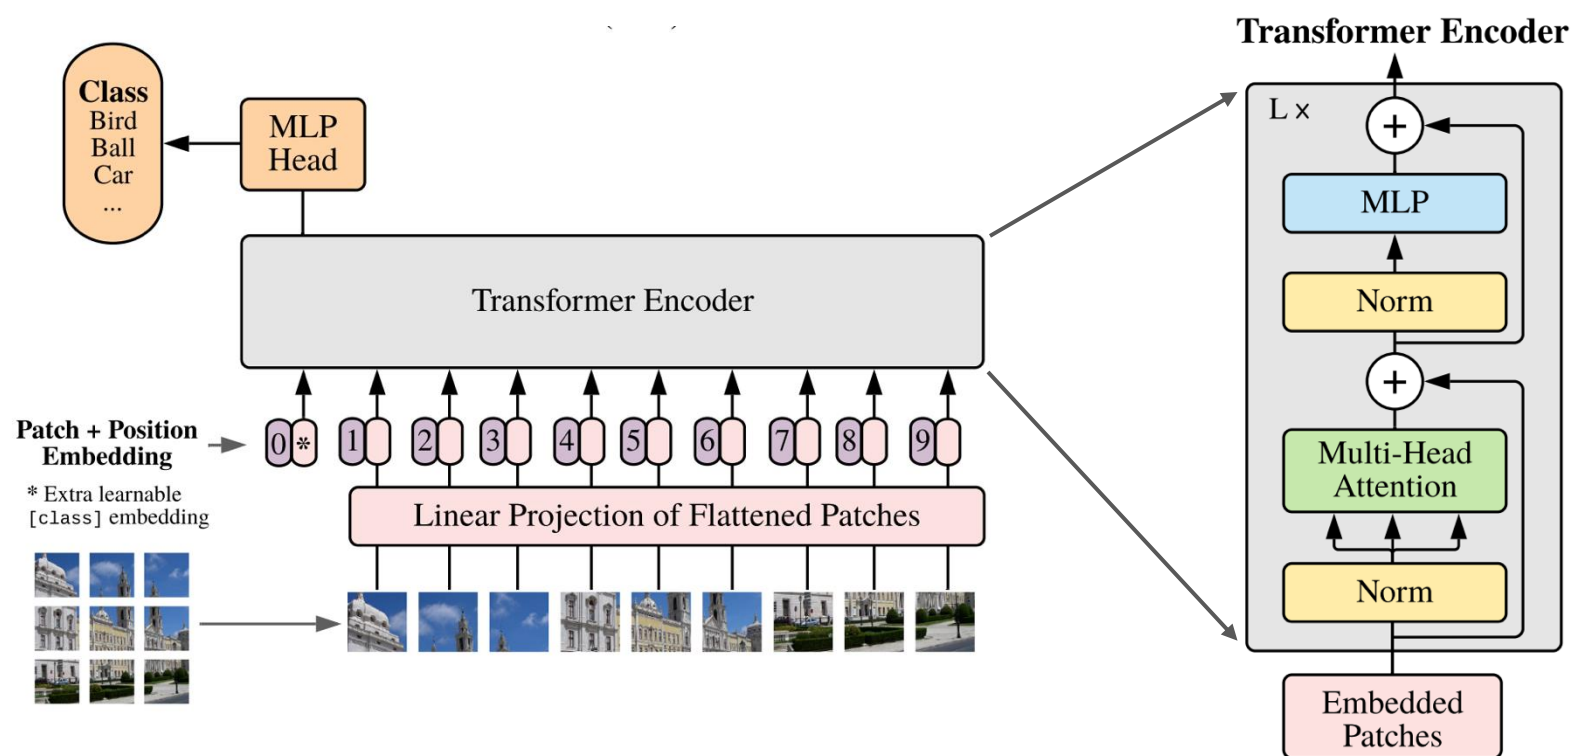 Class
Bird
Ball
Car
...
MLP
Head
Transformer Encoder
Patch + Position
Embedding
* Extra learnable
[class] embedding
0 *
1
2
3
4
5
6
7
8
9
Linear Projection of Flattened Patches
Transformer Encoder
L ×
+
MLP
Norm
+
Multi-Head
Attention
Norm
Embedded
Patches